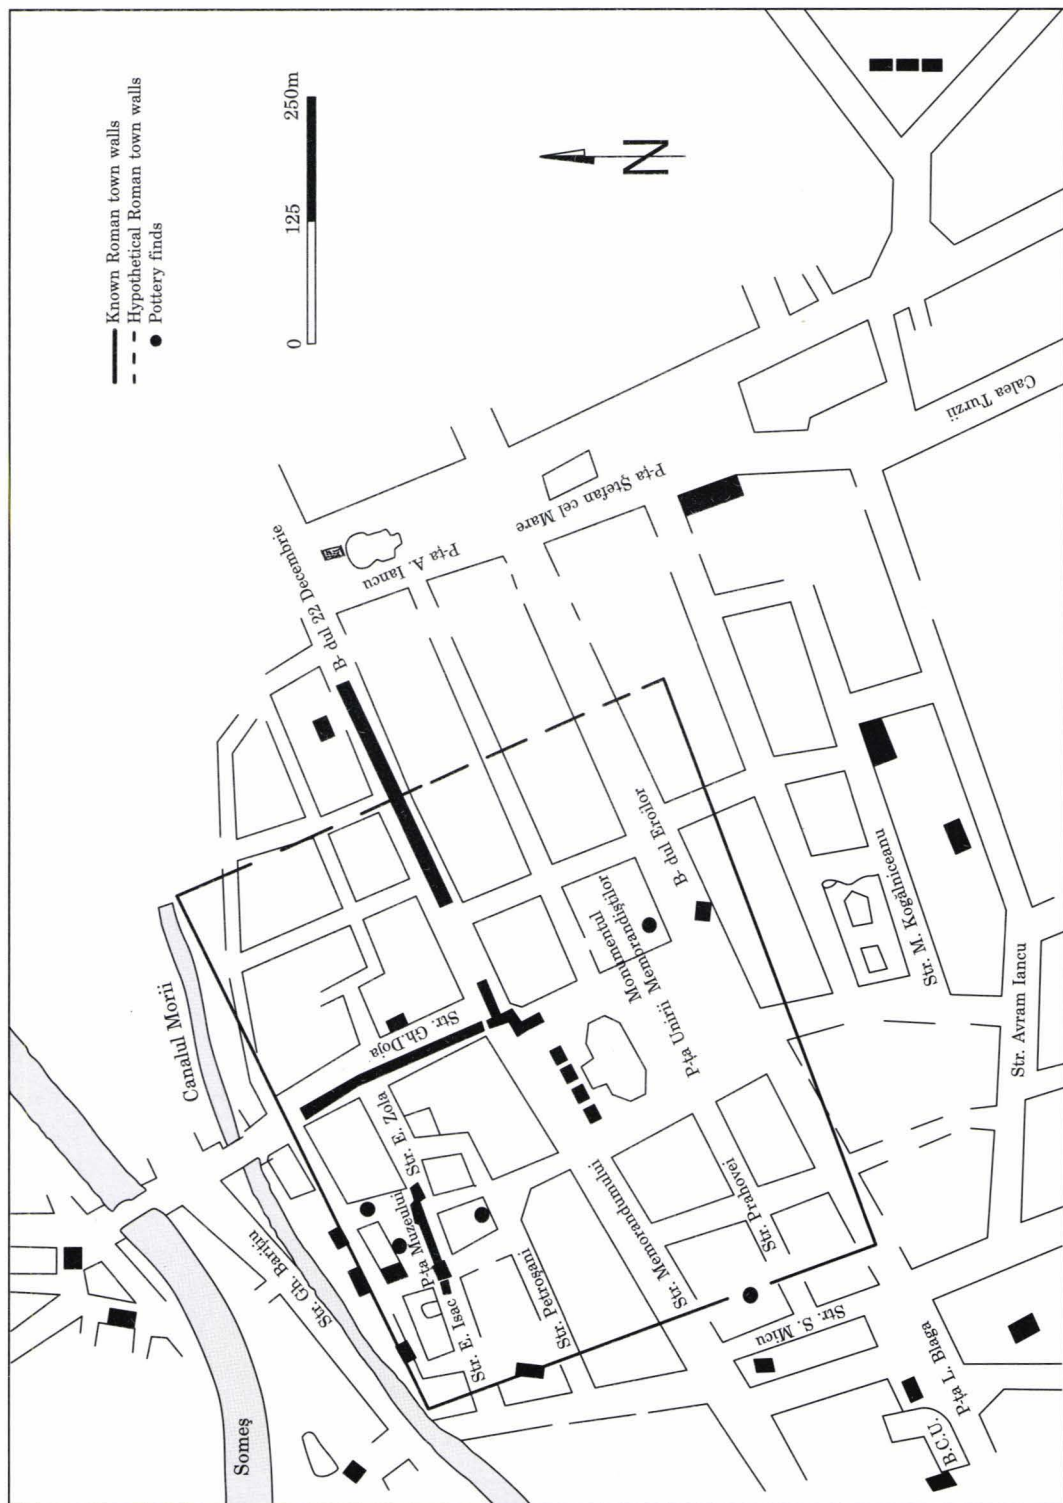 Known Roman town walls
Hypothetical Roman town walls
Pottery finds
0 125 250m
N
Someș
Canalul Morii
Str. Gh. Barițiu
Str. Gh.Doja
Str. E. Zola
P-ța Muzeului
Str. E. Isac
Str. Petroșani
Str. Memorandumului
Str. Prahovei
Str. S. Micu
P-ța L. Blaga
B.C.U.
Str. Avram Iancu
Str. M. Kogălniceanu
P-ța Unirii
Monumentul
Memorandiștilor
B- dul Eroilor
B- dul 22 Decembrie
P-ța A. Iancu
P-ța Ștefan cel Mare
Calea Turzii